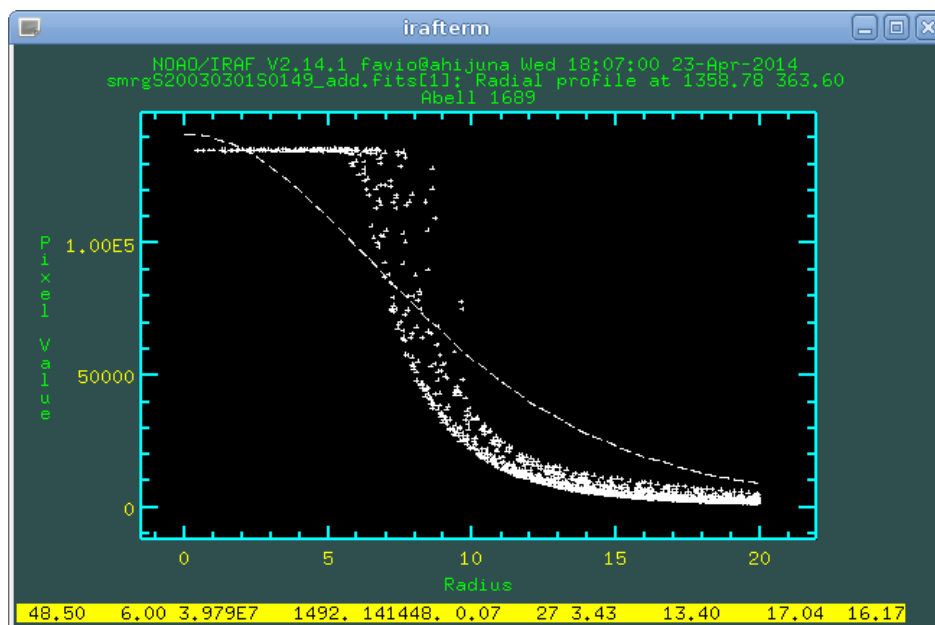 irafterm
NOAO/IRAF V2.14.1 favio@ahijuna Wed 18:07:00 23-Apr-2014
smrgS20030301S0149_add.fits[1]: Radial profile at 1358.78 363.60
Abell 1689
Pixel Value
1.00E5
50000
0
0 5 10 15 20
Radius
48.50 6.00 3.979E7 1492. 141448. 0.07 27 3.43 13.40 17.04 16.17